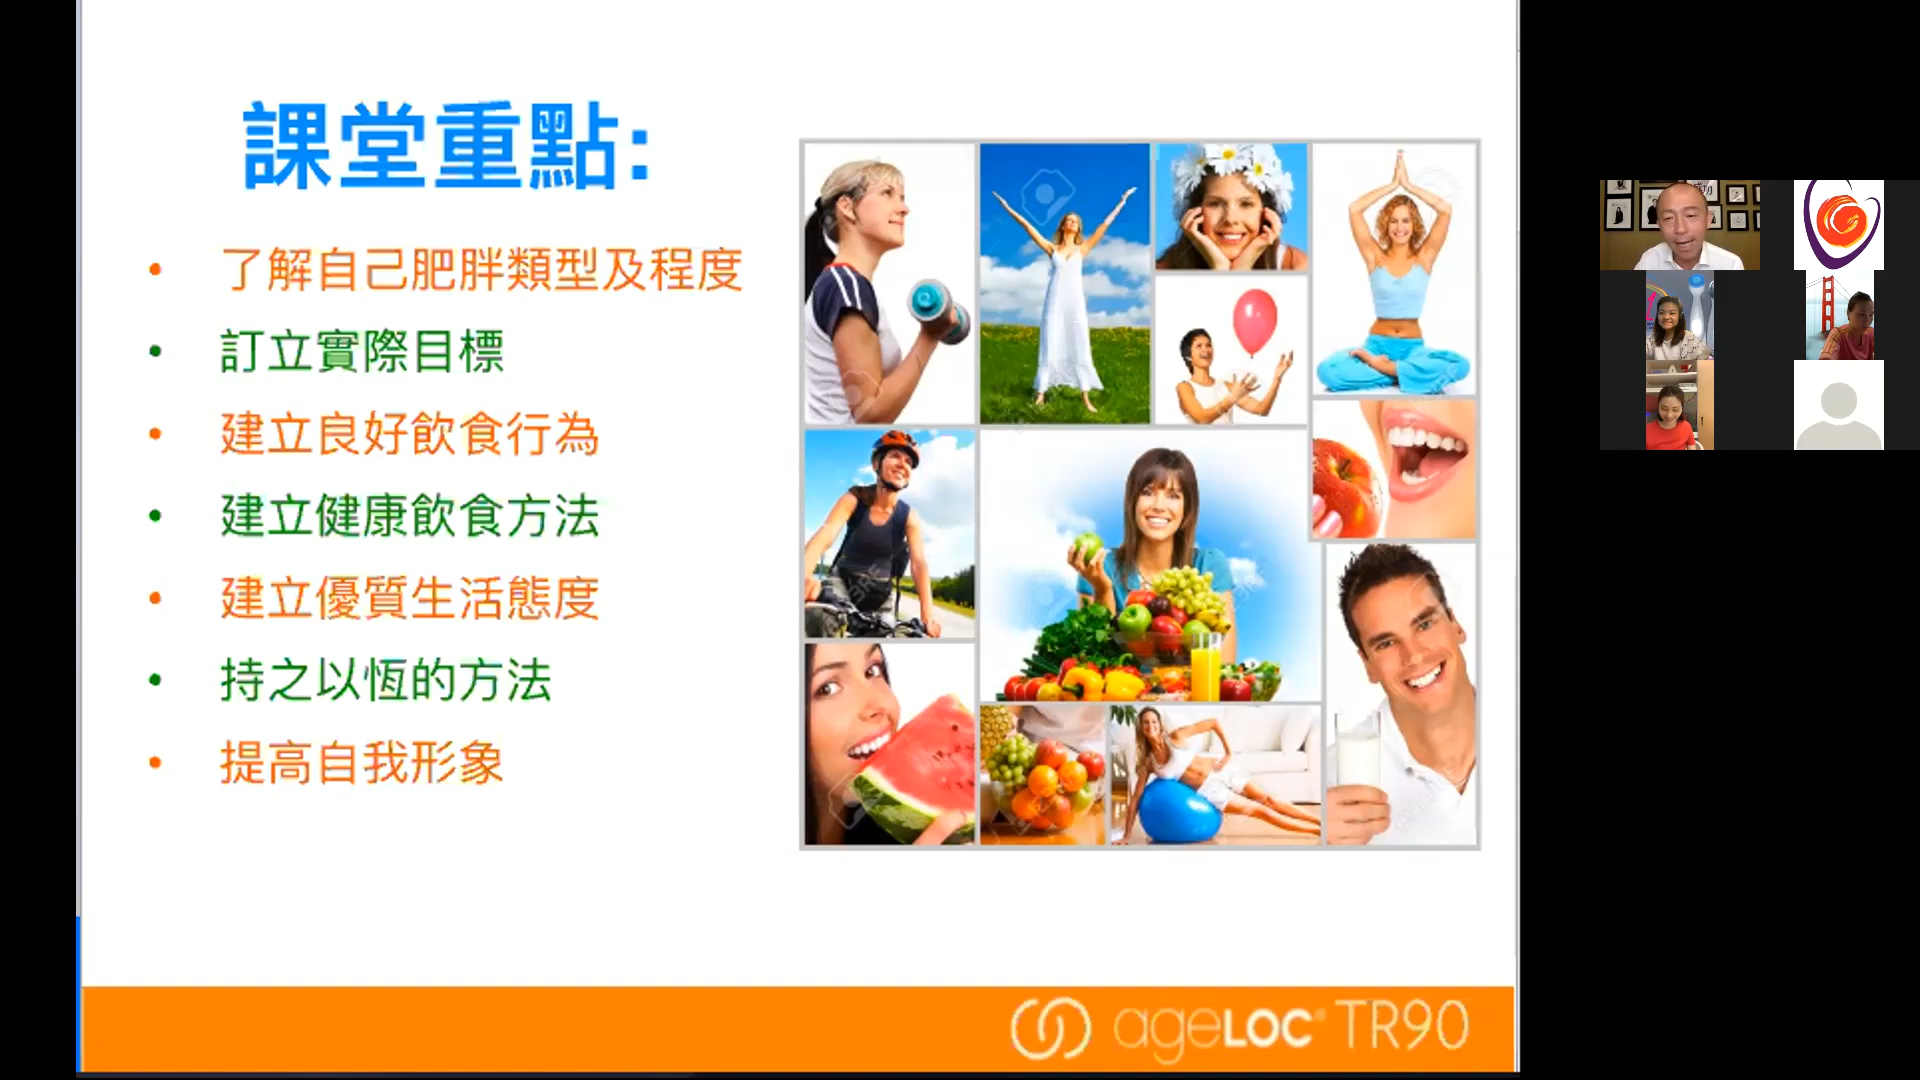 課堂重點:
• 了解自己肥胖類型及程度
• 訂立實際目標
• 建立良好飲食行為
• 建立健康飲食方法
• 建立優質生活態度
• 持之以恆的方法
• 提高自我形象
ageLOC® TR90